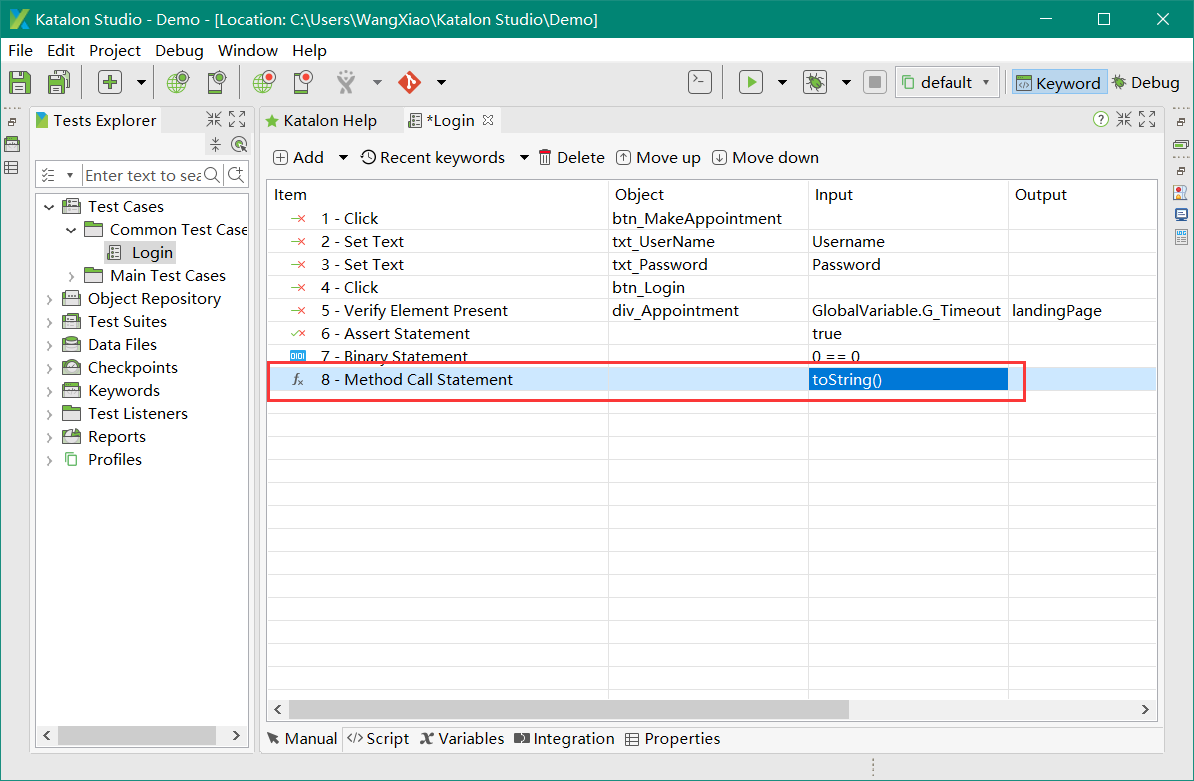 Katalon Studio - Demo - [Location: C:\Users\WangXiao\Katalon Studio\Demo]
File Edit Project Debug Window Help
default
Keyword
Debug
Tests Explorer
Katalon Help
*Login
Add
Recent keywords
Delete
Move up
Move down
Enter text to sea
Test Cases
Common Test Case
Login
Main Test Cases
Object Repository
Test Suites
Data Files
Checkpoints
Keywords
Test Listeners
Reports
Profiles
Item Object Input Output
1 - Click btn_MakeAppointment
2 - Set Text txt_UserName Username
3 - Set Text txt_Password Password
4 - Click btn_Login
5 - Verify Element Present div_Appointment GlobalVariable.G_Timeout landingPage
6 - Assert Statement true
7 - Binary Statement 0 == 0
fx 8 - Method Call Statement toString()
Manual Script Variables Integration Properties